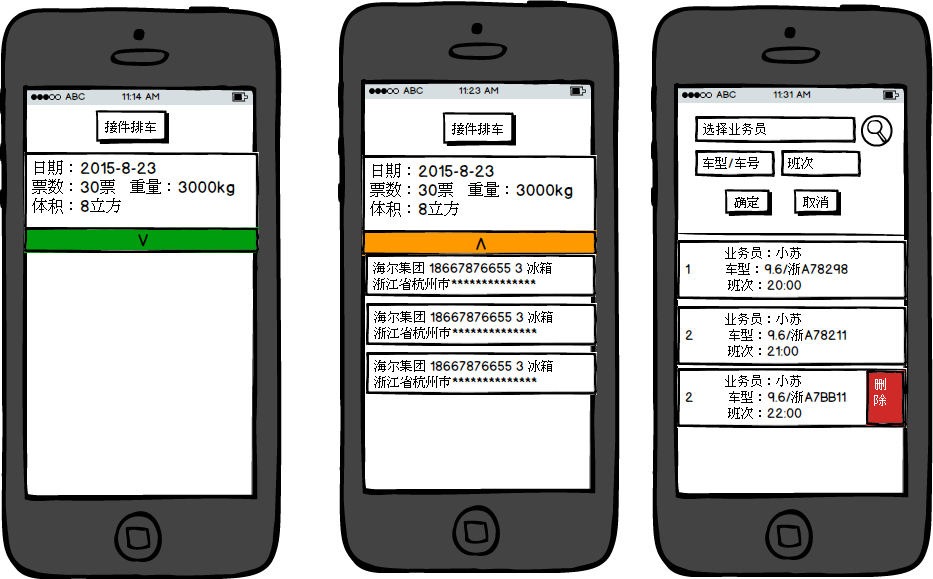 ABC 11:14 AM
接件排车
日期：2015-8-23
票数：30票 重量：3000kg
体积：8立方
ABC 11:23 AM
接件排车
日期：2015-8-23
票数：30票 重量：3000kg
体积：8立方
海尔集团 18667876655 3 冰箱
浙江省杭州市**************
海尔集团 18667876655 3 冰箱
浙江省杭州市**************
海尔集团 18667876655 3 冰箱
浙江省杭州市**************
ABC 11:31 AM
选择业务员
车型/车号 班次
确定 取消
业务员：小苏
1 车型：9.6/浙A78298
班次：20:00
业务员：小苏
2 车型：9.6/浙A78211
班次：21:00
业务员：小苏
2 车型：9.6/浙A7BB11
班次：22:00
删
除